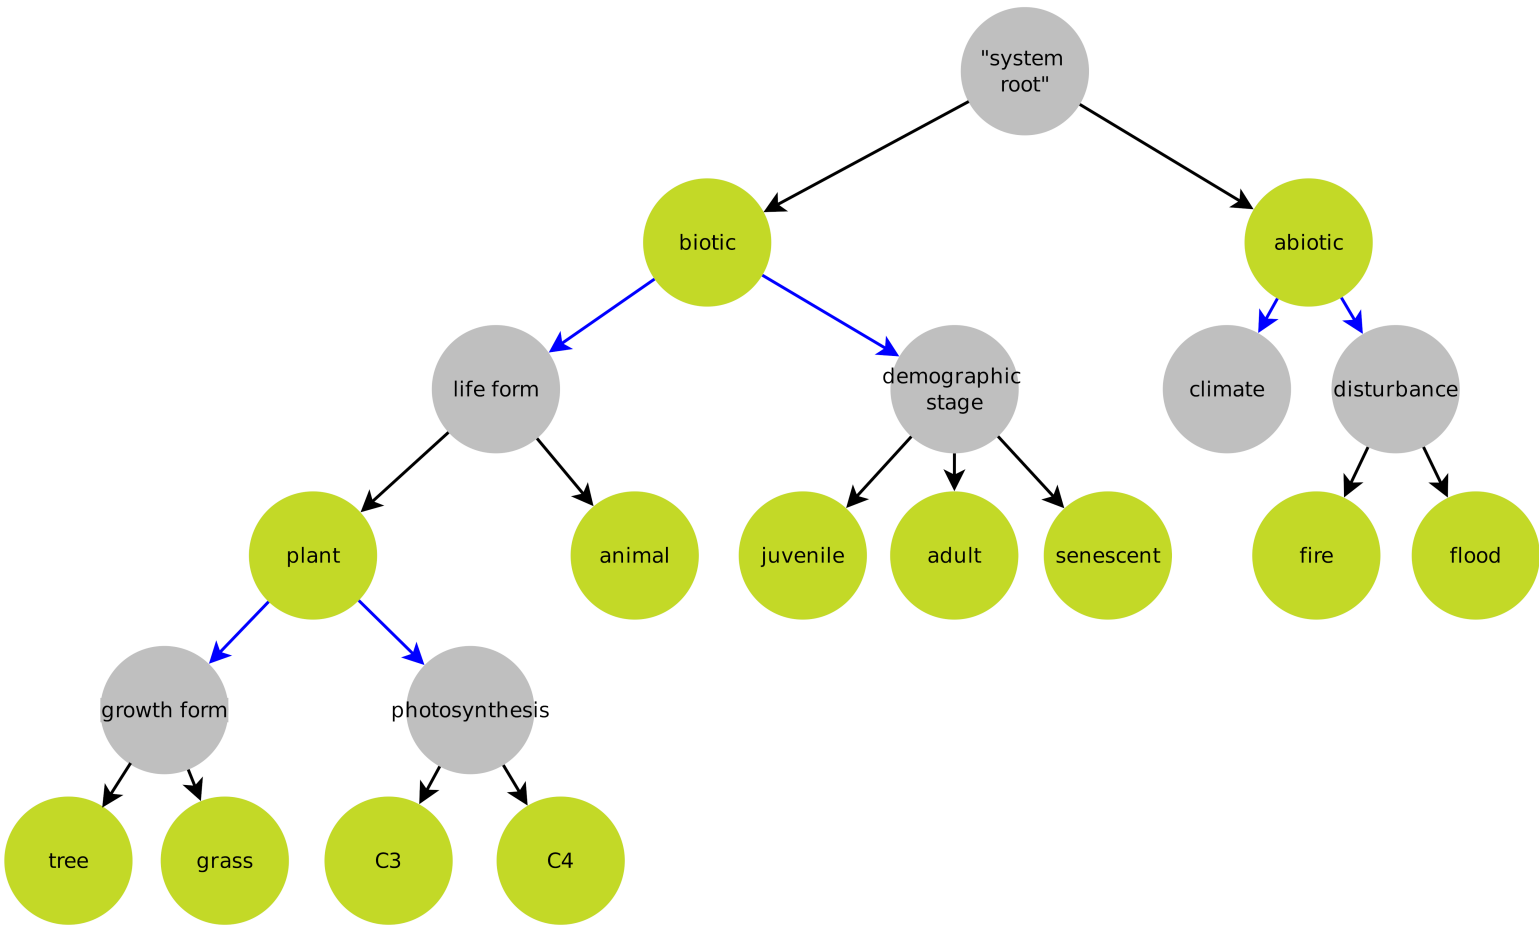 "system
root"
biotic
abiotic
life form
demographic
stage
climate
disturbance
plant
animal
juvenile
adult
senescent
fire
flood
growth form
photosynthesis
tree
grass
C3
C4